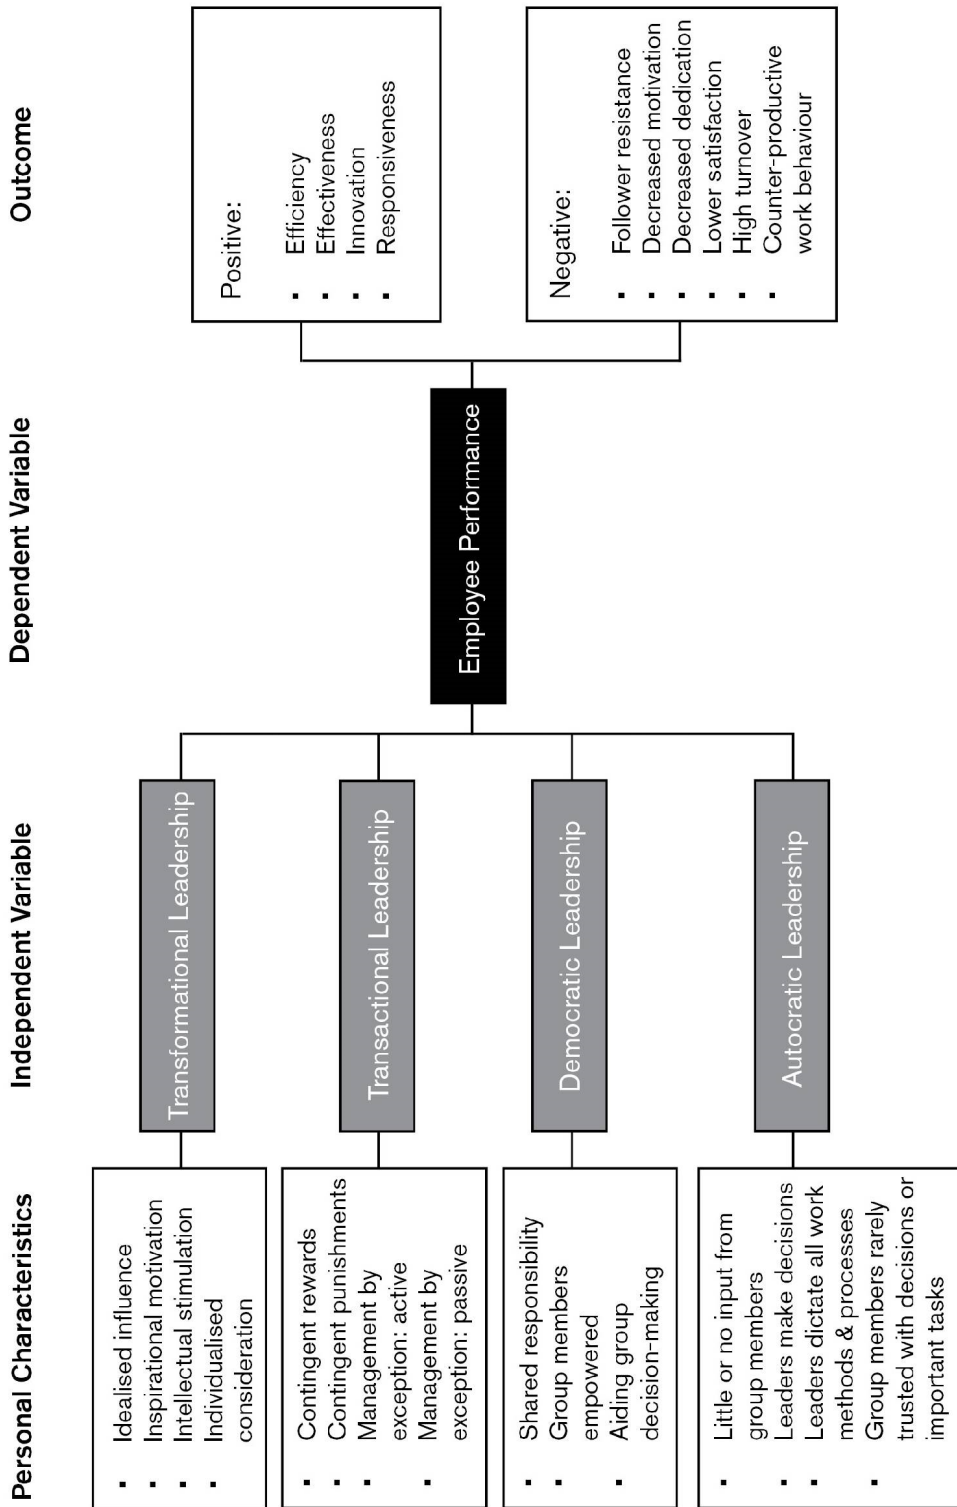 Personal Characteristics
Independent Variable
Dependent Variable
Outcome
▪ Idealised influence
▪ Inspirational motivation
▪ Intellectual stimulation
▪ Individualised
consideration
▪ Contingent rewards
▪ Contingent punishments
▪ Management by
exception: active
▪ Management by
exception: passive
▪ Shared responsibility
▪ Group members
empowered
▪ Aiding group
decision-making
▪ Little or no input from
group members
▪ Leaders make decisions
▪ Leaders dictate all work
methods & processes
▪ Group members rarely
trusted with decisions or
important tasks
Transformational Leadership
Transactional Leadership
Democratic Leadership
Autocratic Leadership
Employee Performance
Positive:
▪ Efficiency
▪ Effectiveness
▪ Innovation
▪ Responsiveness
Negative:
▪ Follower resistance
▪ Decreased motivation
▪ Decreased dedication
▪ Lower satisfaction
▪ High turnover
▪ Counter-productive
work behaviour